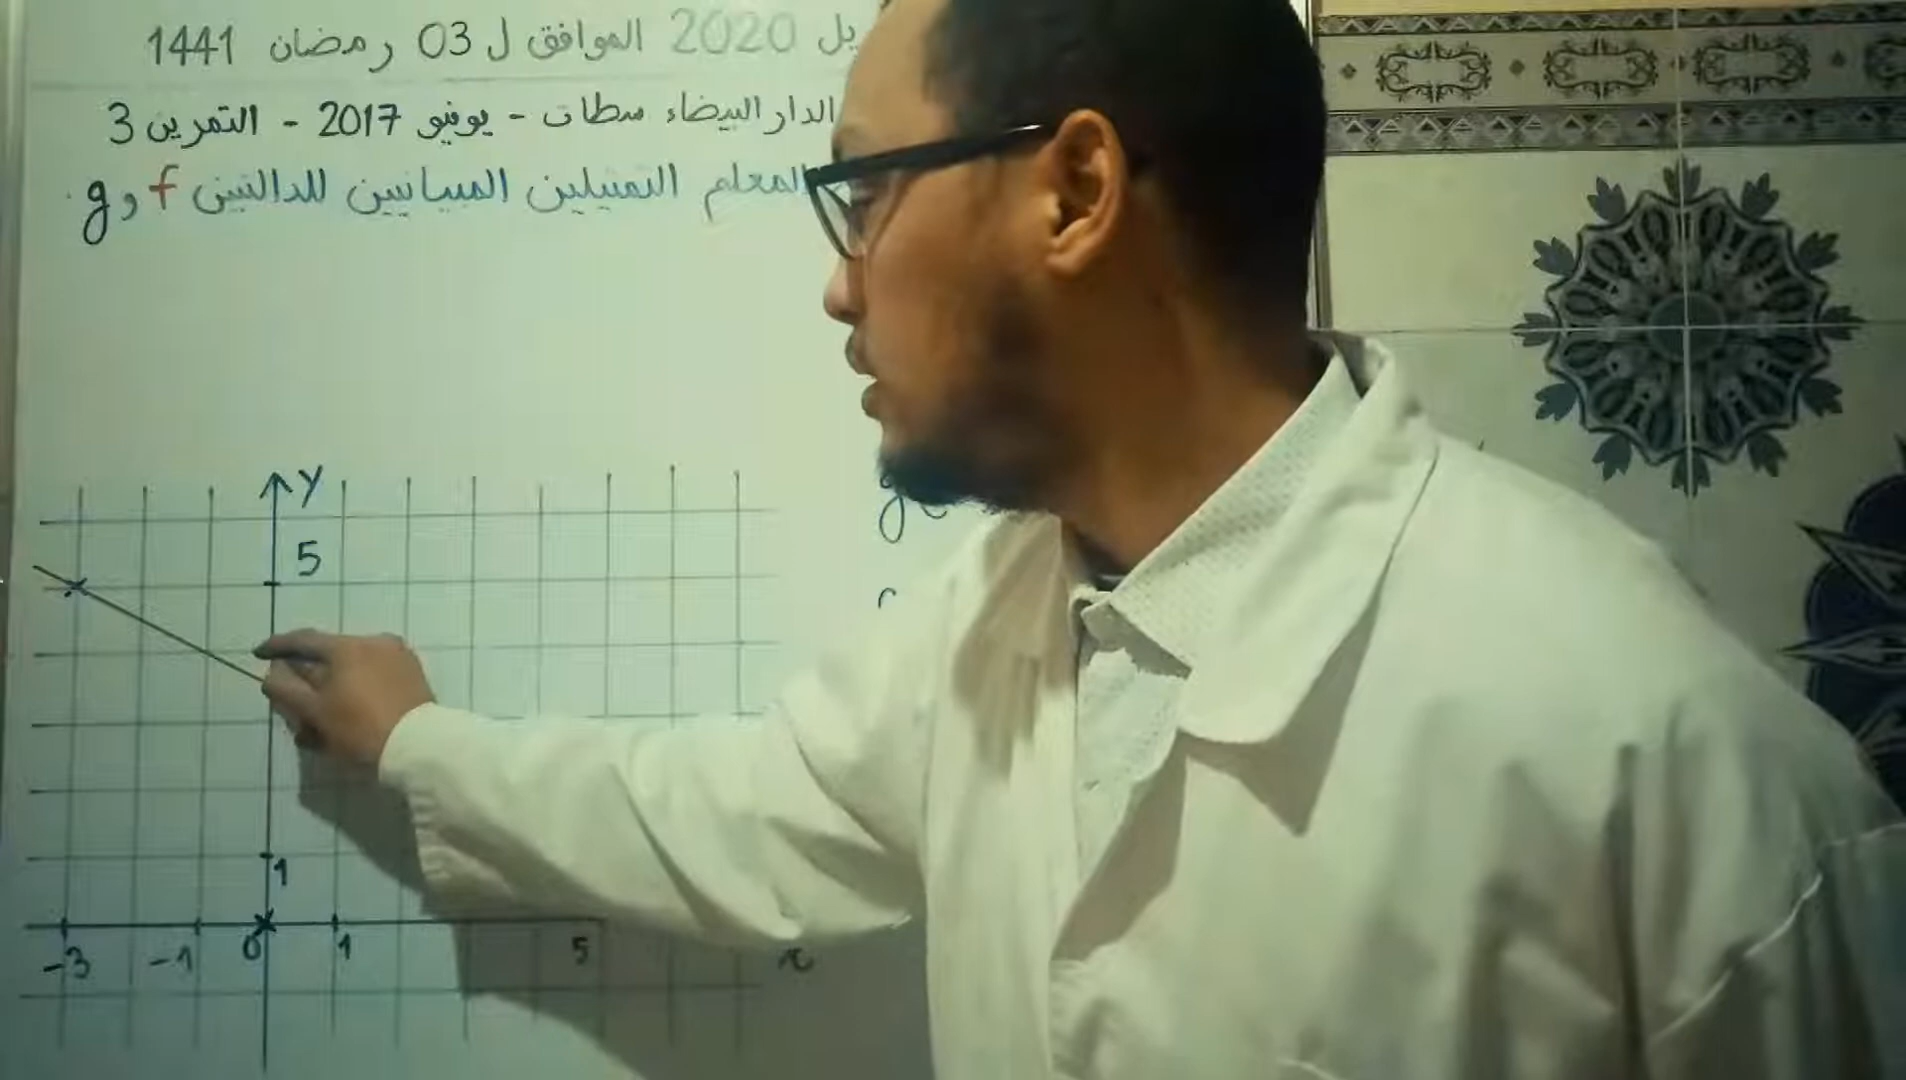 2020 الموافق ل 03 رمضان 1441
الدار البيضاء سطات - يونيو 2017 - التمرين 3
المعلم التمثيلين المبيانيين للدالتين f و g.
y
5
1
-3 -1 0 1 5 x